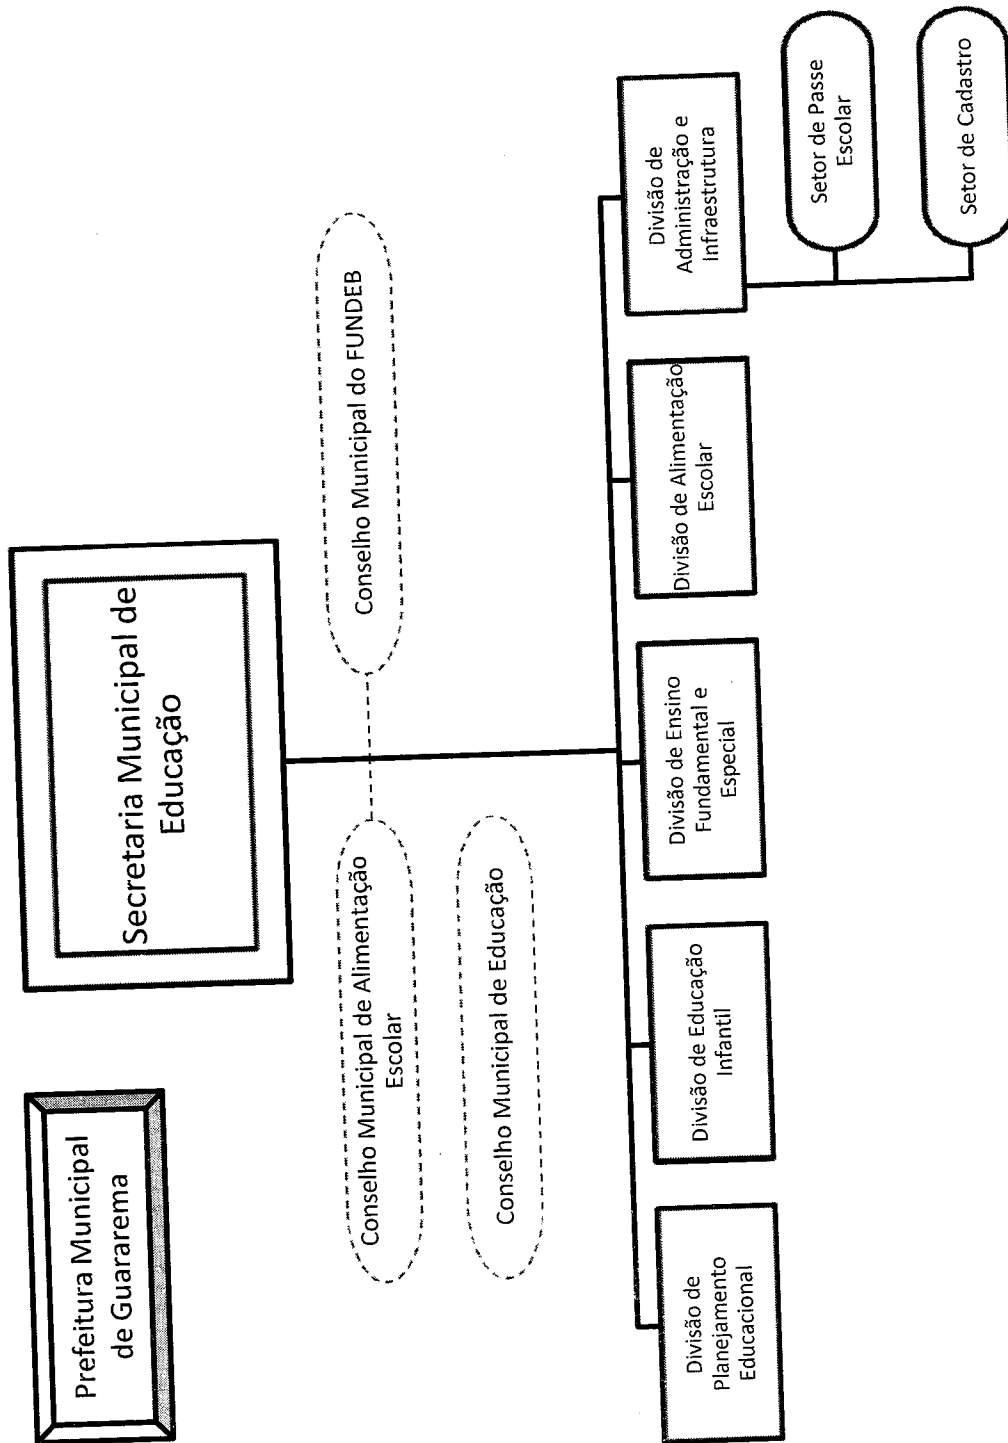 Prefeitura Municipal
de Guararema
Secretaria Municipal de
Educação
Conselho Municipal de Alimentação
Escolar
Conselho Municipal do FUNDEB
Conselho Municipal de Educação
Divisão de
Planejamento
Educacional
Divisão de Educação
Infantil
Divisão de Ensino
Fundamental e
Especial
Divisão de Alimentação
Escolar
Divisão de
Administração e
Infraestrutura
Setor de Passe
Escolar
Setor de Cadastro